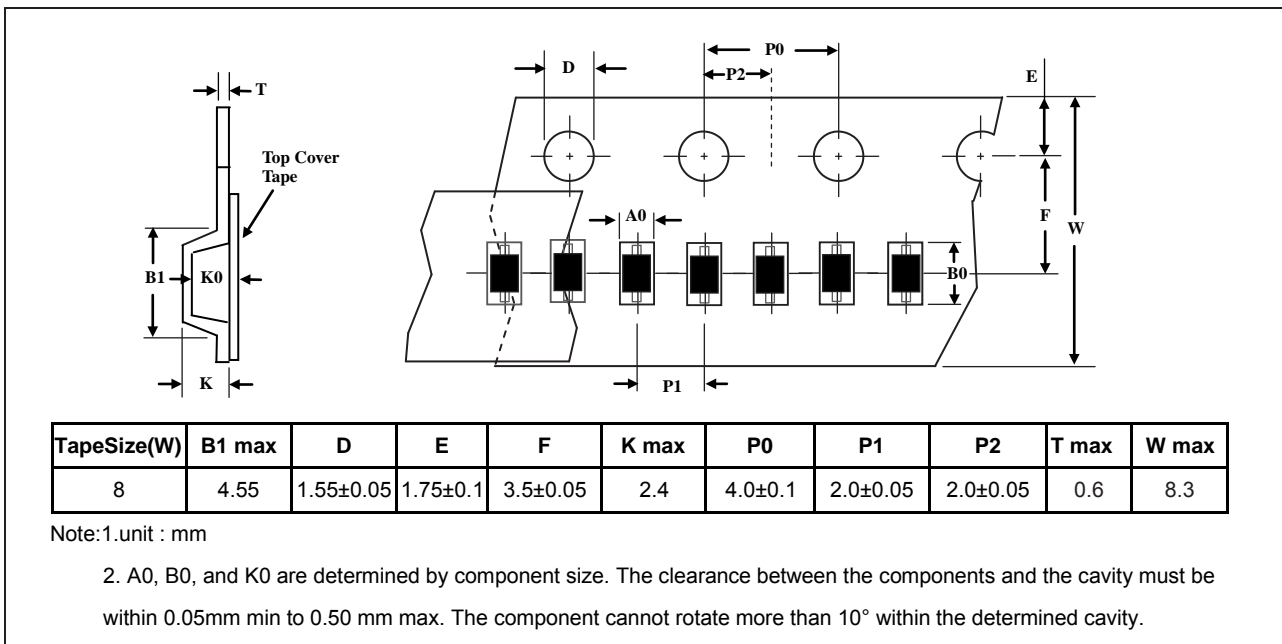 P0
D
P2
E
T
Top Cover
Tape
A0
F
W
B1
K0
B0
K
P1
TapeSize(W) B1 max D E F K max P0 P1 P2 T max W max
8 4.55 1.55±0.05 1.75±0.1 3.5±0.05 2.4 4.0±0.1 2.0±0.05 2.0±0.05 0.6 8.3
Note:1.unit : mm
2. A0, B0, and K0 are determined by component size. The clearance between the components and the cavity must be
within 0.05mm min to 0.50 mm max. The component cannot rotate more than 10° within the determined cavity.